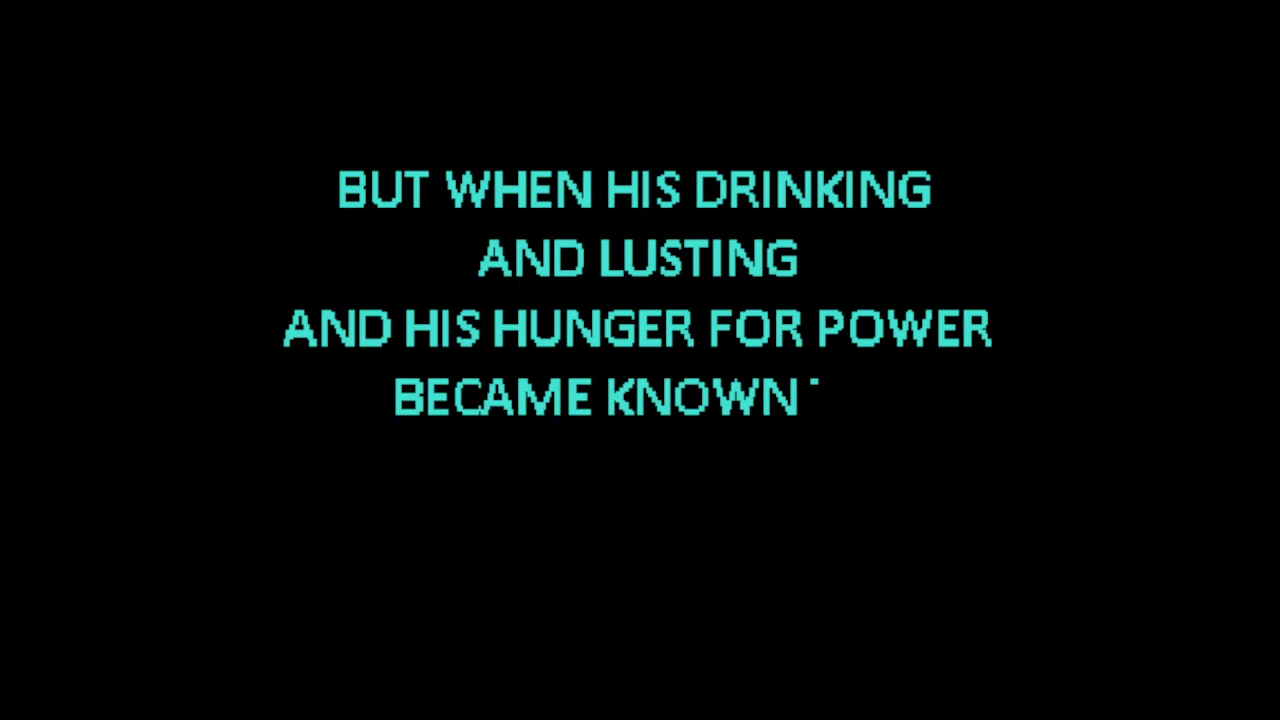 BUT WHEN HIS DRINKING
AND LUSTING
AND HIS HUNGER FOR POWER
BECAME KNOWN